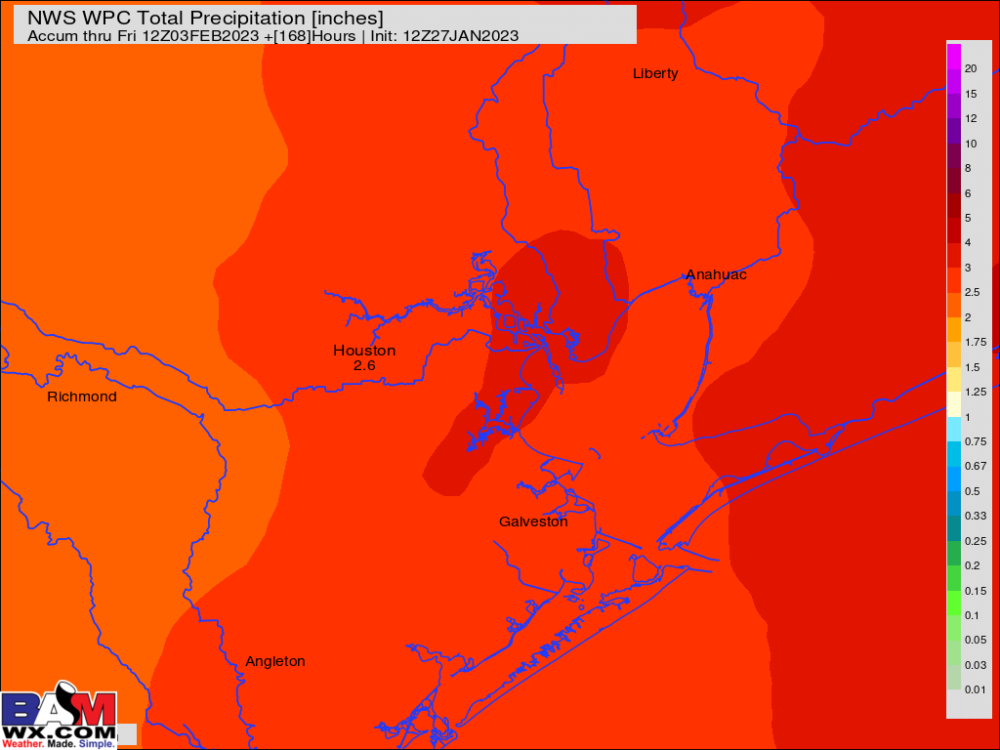 NWS WPC Total Precipitation [inches]
Accum thru Fri 12Z03FEB2023 +[168]Hours | Init: 12Z27JAN2023
Liberty
Anahuac
Houston
2.6
Richmond
Galveston
Angleton
20
15
12
10
8
6
5
4
3
2.5
2
1.75
1.5
1.25
1
0.75
0.67
0.5
0.33
0.25
0.2
0.15
0.1
0.05
0.03
0.01
BAM
WX.COM
Weather. Made. Simple.